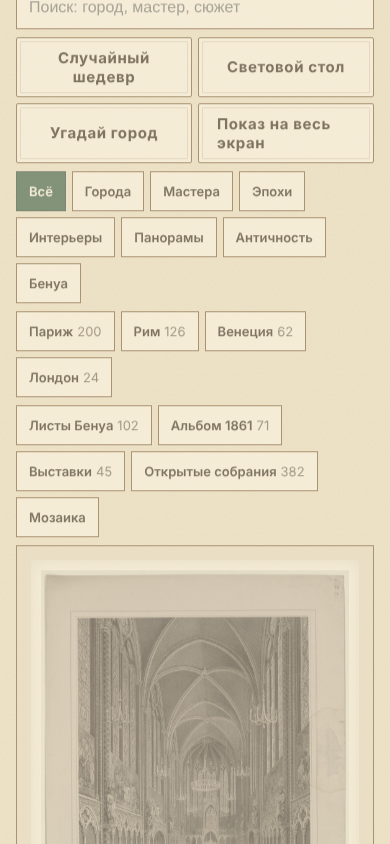 Поиск: город, мастер, сюжет
Случайный
шедевр
Световой стол
Угадай город
Показ на весь
экран
Всё Города Мастера Эпохи
Интерьеры Панорамы Античность
Бенуа
Париж 200 Рим 126 Венеция 62
Лондон 24
Листы Бенуа 102 Альбом 1861 71
Выставки 45 Открытые собрания 382
Мозаика